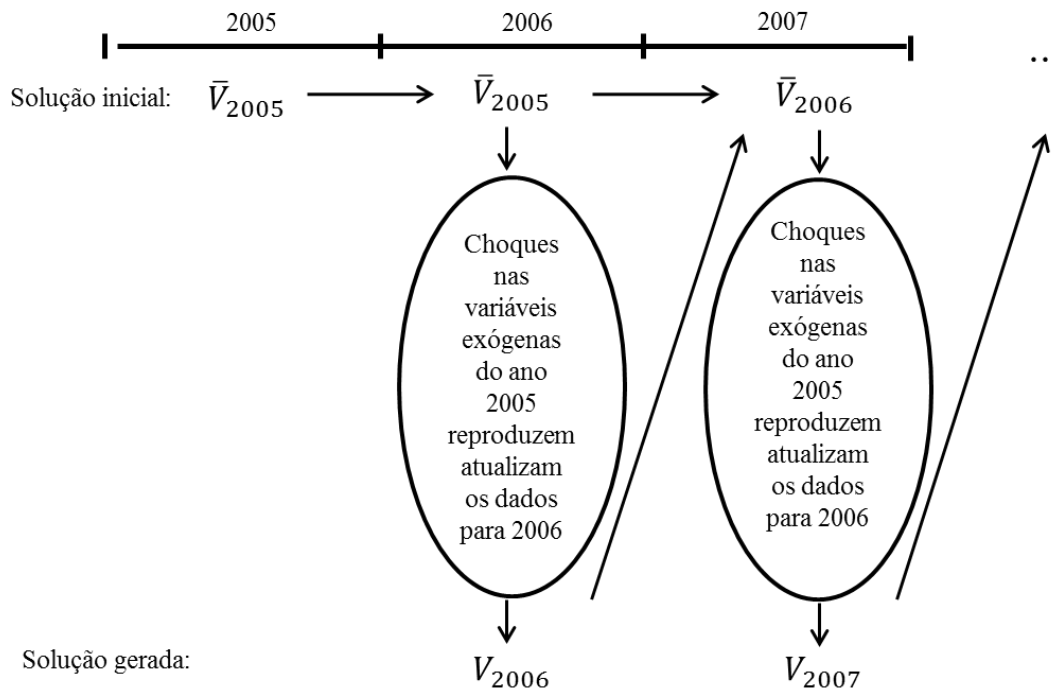 2005 2006 2007
..
Solução inicial: V̄2005 V̄2005 V̄2006
Choques
nas
variáveis
exógenas
do ano
2005
reproduzem
atualizam
os dados
para 2006
Choques
nas
variáveis
exógenas
do ano
2005
reproduzem
atualizam
os dados
para 2006
Solução gerada: V2006 V2007